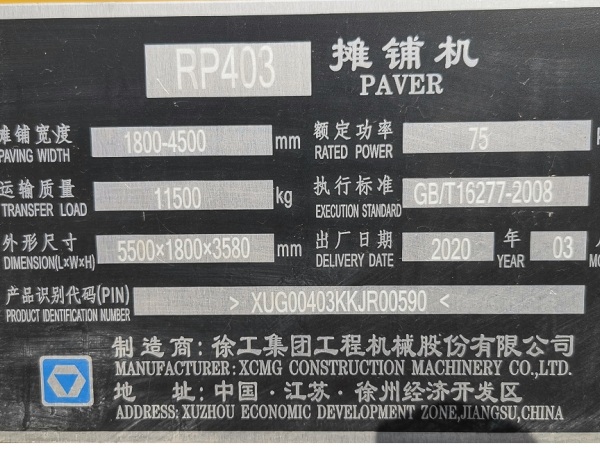 RP403 摊铺机
PAVER
摊铺宽度 1800-4500 mm 额定功率 75
PAVING WIDTH RATED POWER
运输质量 11500 kg 执行标准 GB/T16277-2008
TRANSFER LOAD EXECUTION STANDARD
外形尺寸 5500×1800×3580 mm 出厂日期 2020 年 03
DIMENSION(LxWxH) DELIVERY DATE YEAR
产品识别代码(PIN) > XUG00403KKJR00590 <
PRODUCT IDENTIFICATION NUMBER
制造商:徐工集团工程机械股份有限公司
MANUFACTURER:XCMG CONSTRUCTION MACHINERY CO.,LTD.
地 址:中国·江苏·徐州经济开发区
ADDRESS:XUZHOU ECONOMIC DEVELOPMENT ZONE,JIANGSU,CHINA